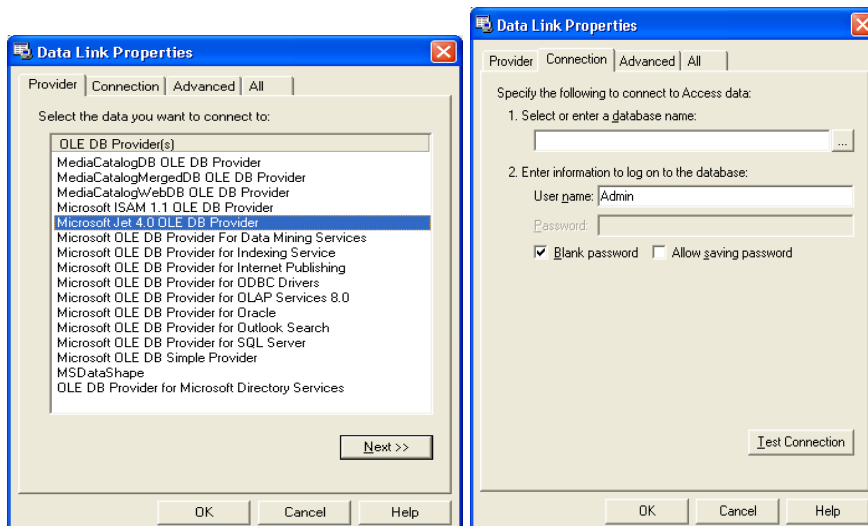 Data Link Properties
Provider Connection Advanced All
Select the data you want to connect to:
OLE DB Provider(s)
MediaCatalogDB OLE DB Provider
MediaCatalogMergedDB OLE DB Provider
MediaCatalogWebDB OLE DB Provider
Microsoft ISAM 1.1 OLE DB Provider
Microsoft Jet 4.0 OLE DB Provider
Microsoft OLE DB Provider For Data Mining Services
Microsoft OLE DB Provider for Indexing Service
Microsoft OLE DB Provider for Internet Publishing
Microsoft OLE DB Provider for ODBC Drivers
Microsoft OLE DB Provider for OLAP Services 8.0
Microsoft OLE DB Provider for Oracle
Microsoft OLE DB Provider for Outlook Search
Microsoft OLE DB Provider for SQL Server
Microsoft OLE DB Simple Provider
MSDataShape
OLE DB Provider for Microsoft Directory Services
Next >>
OK Cancel Help
Data Link Properties
Provider Connection Advanced All
Specify the following to connect to Access data:
1. Select or enter a database name:
...
2. Enter information to log on to the database:
User name: Admin
Password:
Blank password Allow saving password
Test Connection
OK Cancel Help